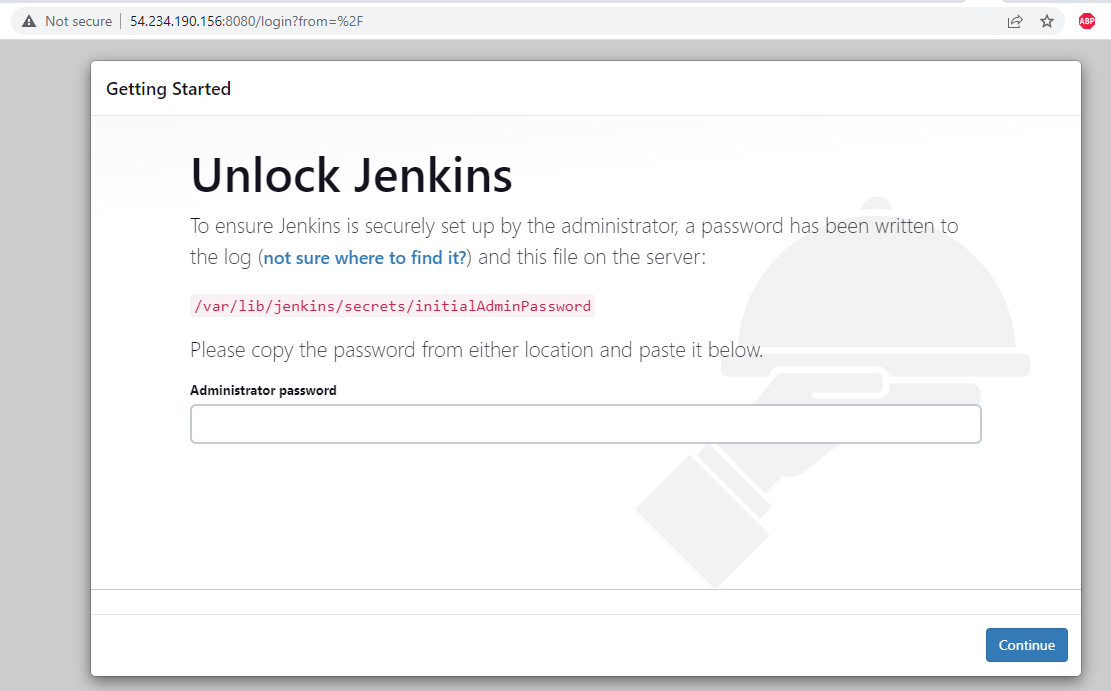 Not secure | 54.234.190.156:8080/login?from=%2F
ABP
Getting Started
Unlock Jenkins
To ensure Jenkins is securely set up by the administrator, a password has been written to
the log (not sure where to find it?) and this file on the server:
/var/lib/jenkins/secrets/initialAdminPassword
Please copy the password from either location and paste it below.
Administrator password
Continue